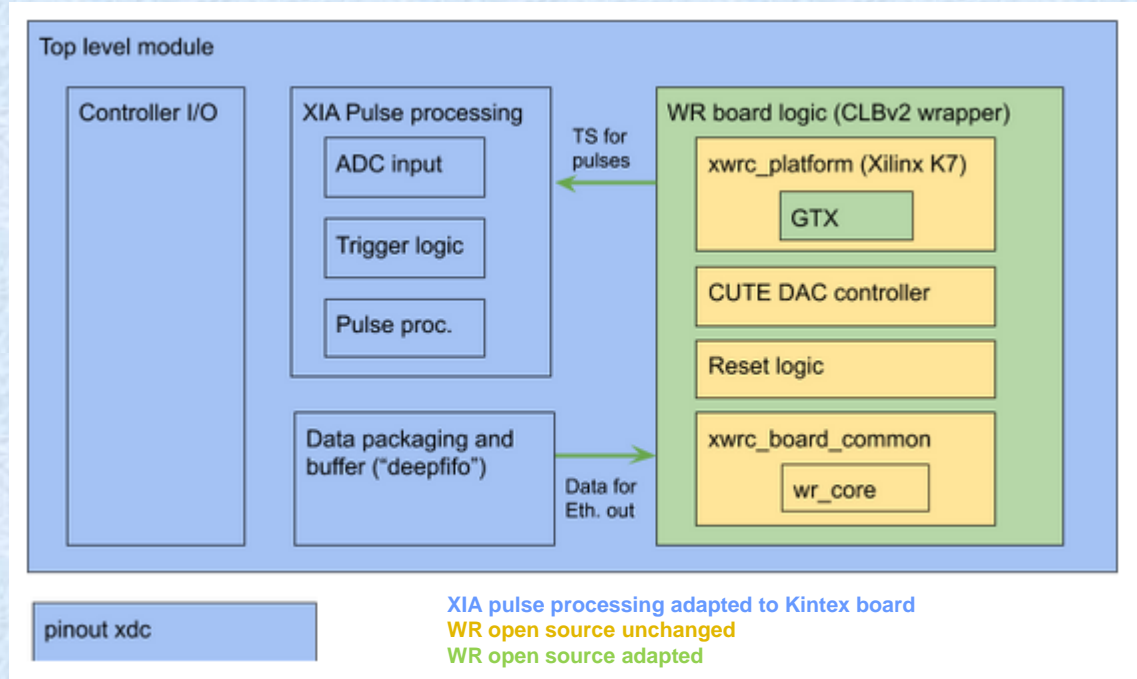 Top level module
Controller I/O
XIA Pulse processing
ADC input
Trigger logic
Pulse proc.
TS for
pulses
WR board logic (CLBv2 wrapper)
xwrc_platform (Xilinx K7)
GTX
CUTE DAC controller
Reset logic
xwrc_board_common
wr_core
Data packaging and
buffer (“deepfifo”)
Data for
Eth. out
pinout xdc
XIA pulse processing adapted to Kintex board
WR open source unchanged
WR open source adapted